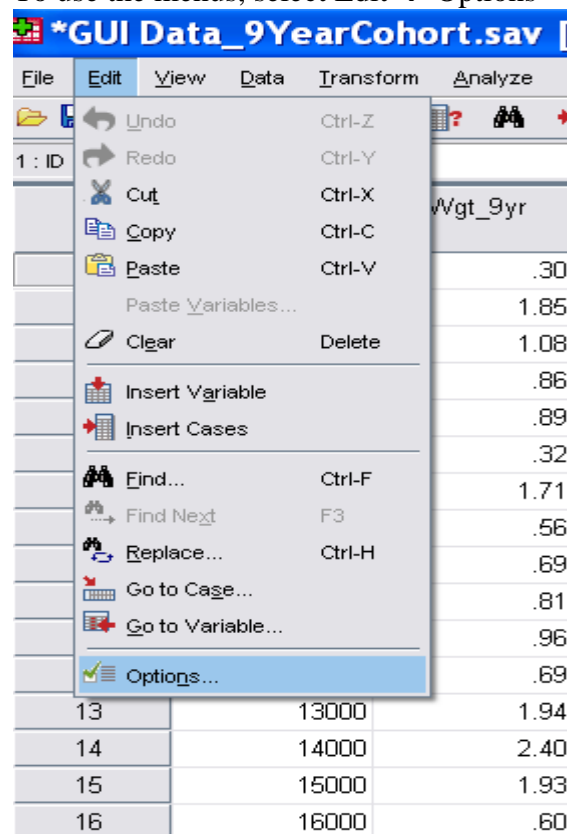 To use the menus, select Edit → Options
*GUI Data_9YearCohort.sav [
File Edit View Data Transform Analyze
1 : ID
Undo Ctrl-Z
Redo Ctrl-Y
Cut Ctrl-X
Wgt_9yr
Copy Ctrl-C
Paste Ctrl-V .30
Paste Variables... 1.85
Clear Delete 1.08
.86
Insert Variable
.89
Insert Cases
.32
Find... Ctrl-F
1.71
Find Next F3
.56
Replace... Ctrl-H
.69
Go to Case...
.81
Go to Variable...
.96
Options... .69
13 13000 1.94
14 14000 2.40
15 15000 1.93
16 16000 .60